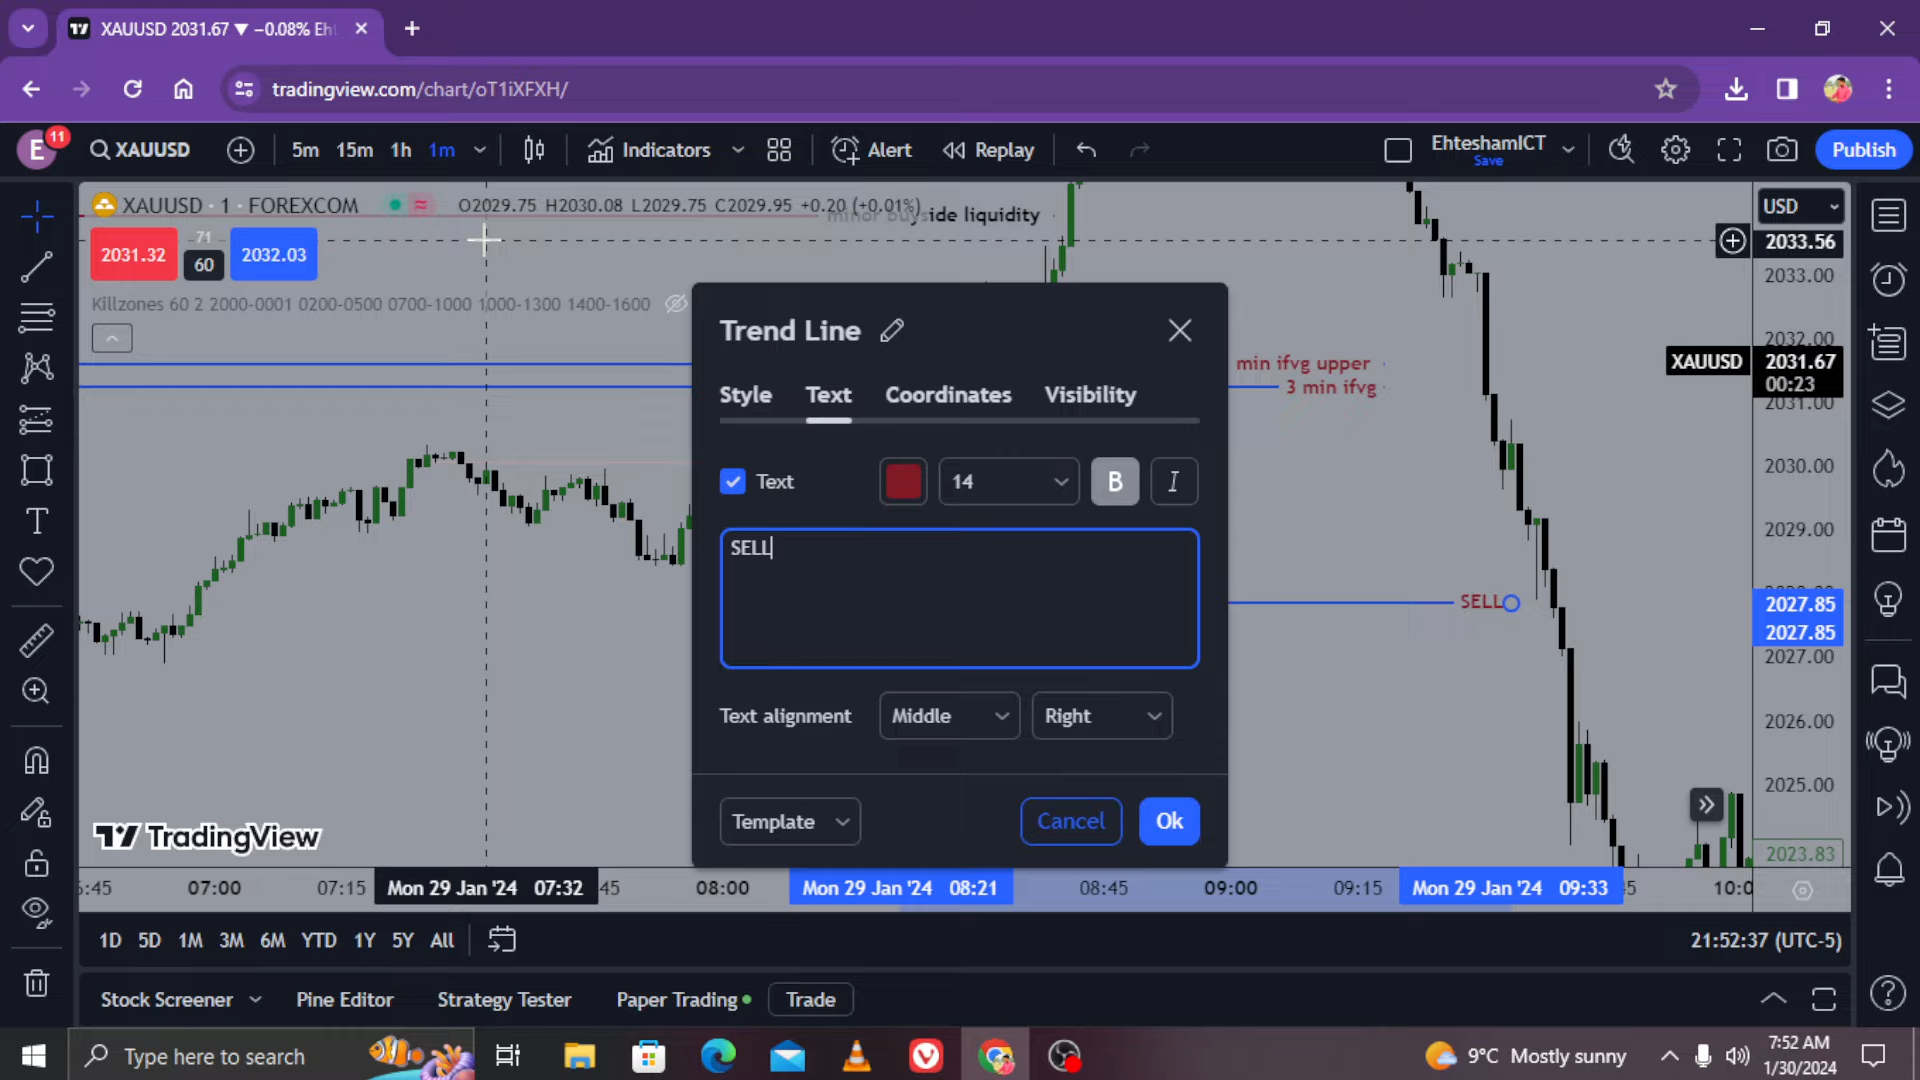 XAUUSD 2031.67 ▼ −0.08% Eh
tradingview.com/chart/oT1iXFXH/
E
11
XAUUSD
5m 15m 1h 1m
Indicators
Alert
Replay
EhteshamICT
Save
Publish
XAUUSD · 1 · FOREXCOM
O2029.75 H2030.08 L2029.75 C2029.95 +0.20 (+0.01%)
minor buyside liquidity
USD
2031.32
71
60
2032.03
2033.56
2033.00
Killzones 60 2 2000-0001 0200-0500 0700-1000 1000-1300 1400-1600
Trend Line
2032.00
min ifvg upper
3 min ifvg
XAUUSD
2031.67
00:23
2031.00
Style Text Coordinates Visibility
2030.00
Text
14
B
I
2029.00
SELL
SELL
2027.85
2027.85
2027.00
Text alignment
Middle
Right
2026.00
2025.00
Template
Cancel
Ok
TradingView
2023.83
07:00 07:15 Mon 29 Jan '24 07:32 45 08:00 Mon 29 Jan '24 08:21 08:45 09:00 09:15 Mon 29 Jan '24 09:33 10:0
1D 5D 1M 3M 6M YTD 1Y 5Y All
21:52:37 (UTC-5)
Stock Screener
Pine Editor
Strategy Tester
Paper Trading
Trade
Type here to search
9°C Mostly sunny
7:52 AM
1/30/2024